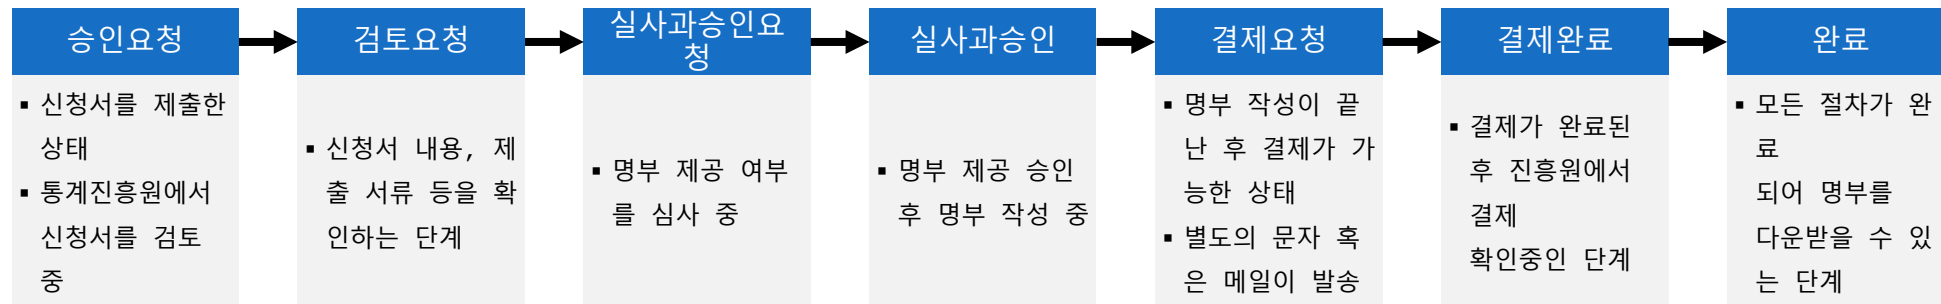 승인요청
▪ 신청서를 제출한
상태
▪ 통계진흥원에서
신청서를 검토
중
검토요청
▪ 신청서 내용, 제
출 서류 등을 확
인하는 단계
실사과승인요
청
▪ 명부 제공 여부
를 심사 중
실사과승인
▪ 명부 제공 승인
후 명부 작성 중
결제요청
▪ 명부 작성이 끝
난 후 결제가 가
능한 상태
▪ 별도의 문자 혹
은 메일이 발송
결제완료
▪ 결제가 완료된
후 진흥원에서
결제
확인중인 단계
완료
▪ 모든 절차가 완
료
되어 명부를
다운받을 수 있
는 단계